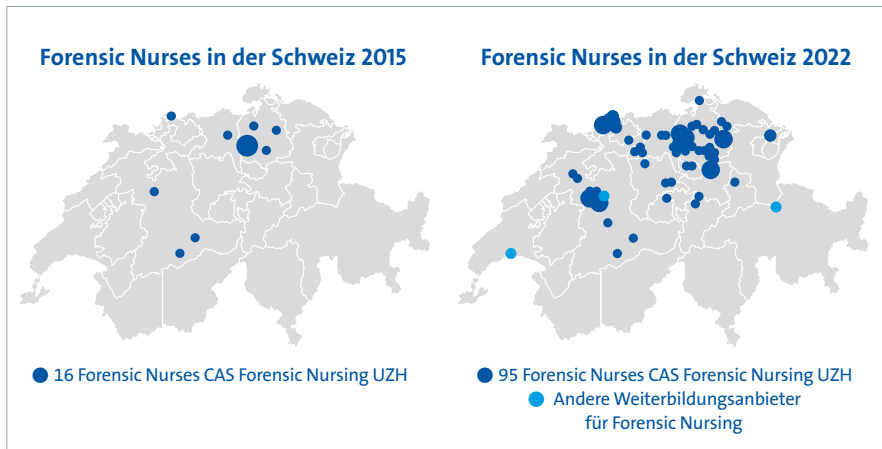 Forensic Nurses in der Schweiz 2015
16 Forensic Nurses CAS Forensic Nursing UZH
Forensic Nurses in der Schweiz 2022
95 Forensic Nurses CAS Forensic Nursing UZH
Andere Weiterbildungsanbieter
für Forensic Nursing